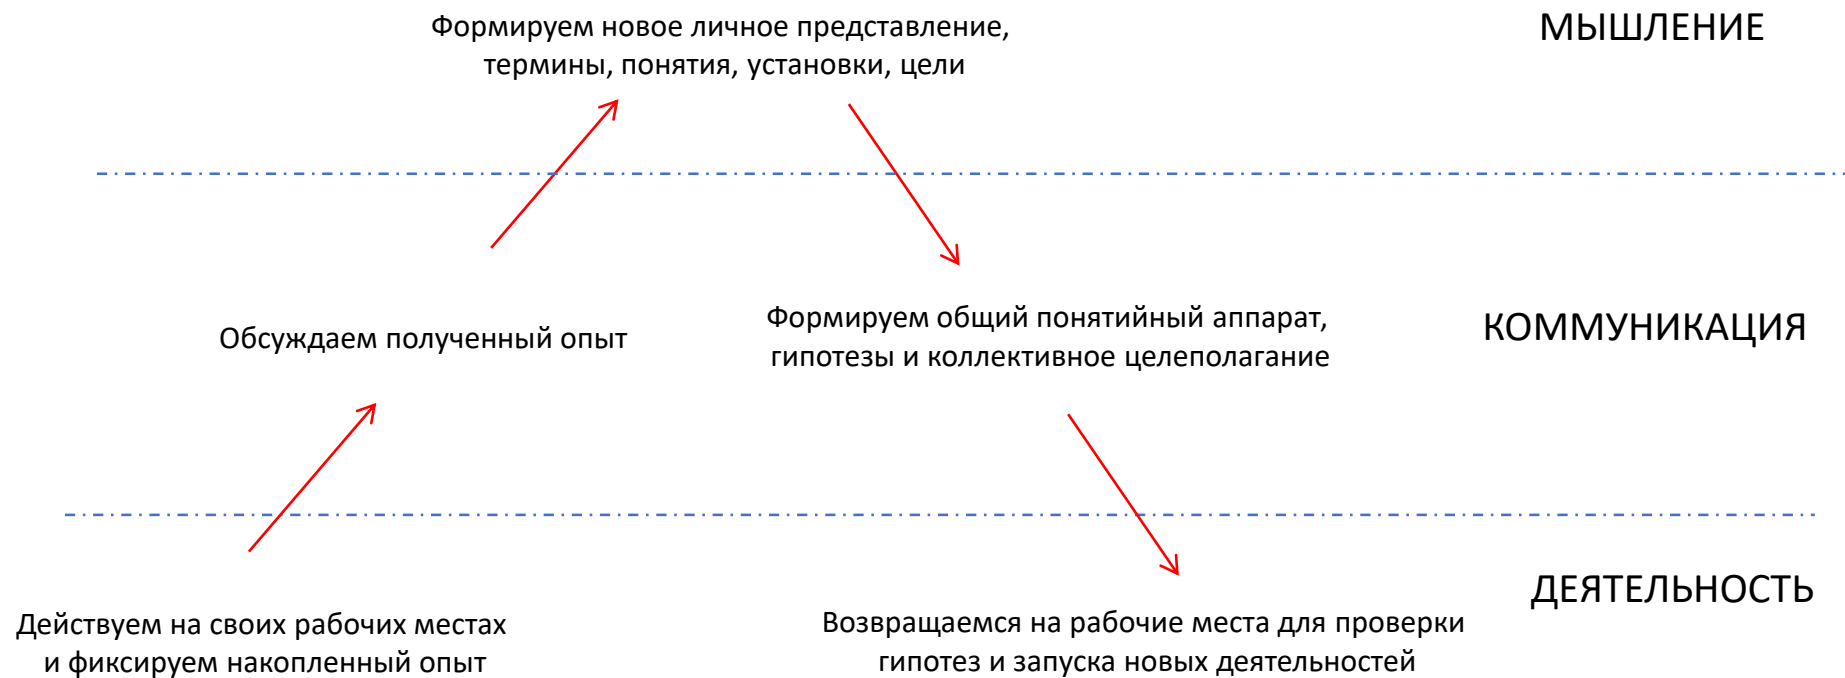 Формируем новое личное представление,
термины, понятия, установки, цели
МЫШЛЕНИЕ
Обсуждаем полученный опыт
Формируем общий понятийный аппарат,
гипотезы и коллективное целеполагание
КОММУНИКАЦИЯ
Действуем на своих рабочих местах
и фиксируем накопленный опыт
Возвращаемся на рабочие места для проверки
гипотез и запуска новых деятельностей
ДЕЯТЕЛЬНОСТЬ